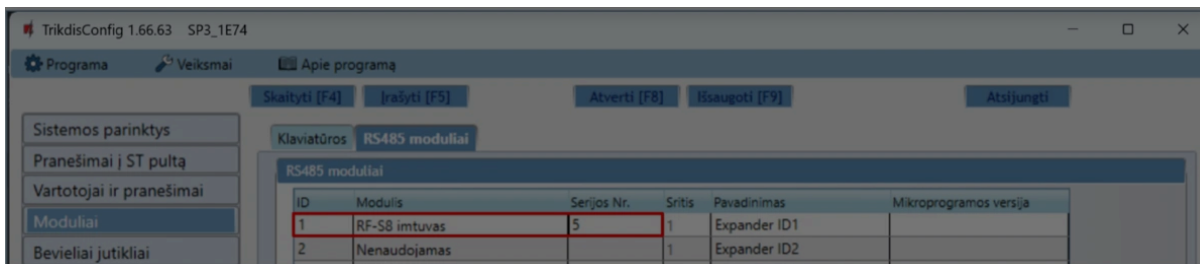 TrikdisConfig 1.66.63 SP3_1E74
Programa Veiksmai Apie programą
Skaityti [F4] Įrašyti [F5] Atverti [F8] Išsaugoti [F9] Atsijungti
Sistemos parinktys
Klaviatūros RS485 moduliai
Pranešimai į ST pultą
RS485 moduliai
Vartotojai ir pranešimai
ID Modulis Serijos Nr. Sritis Pavadinimas Mikroprogramos versija
Moduliai
1 RF-S8 imtuvas 5 1 Expander ID1
Bevieliai jutikliai
2 Nenaudojamas 1 Expander ID2